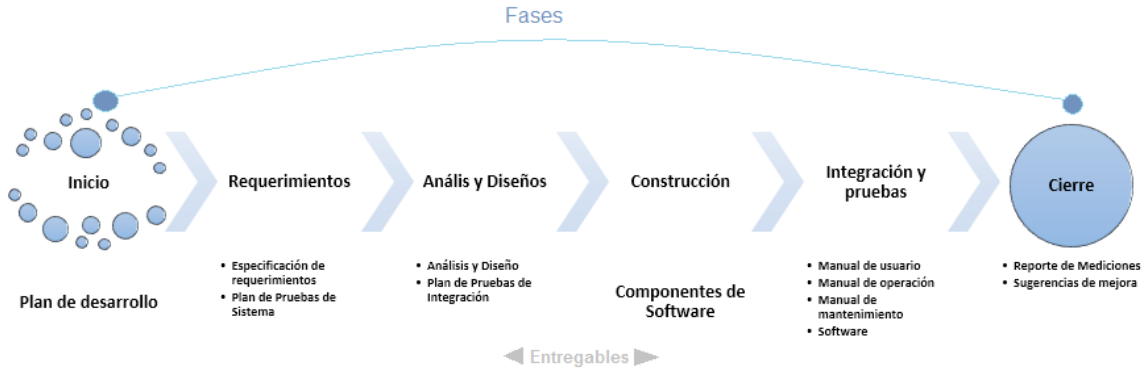 Fases
Inicio
Requerimientos
Anális y Diseños
Construcción
Integración y
pruebas
Cierre
Plan de desarrollo
• Especificación de
requerimientos
• Plan de Pruebas de
Sistema
• Análisis y Diseño
• Plan de Pruebas de
Integración
Componentes de
Software
• Manual de usuario
• Manual de operación
• Manual de
mantenimiento
• Software
• Reporte de Mediciones
• Sugerencias de mejora
Entregables